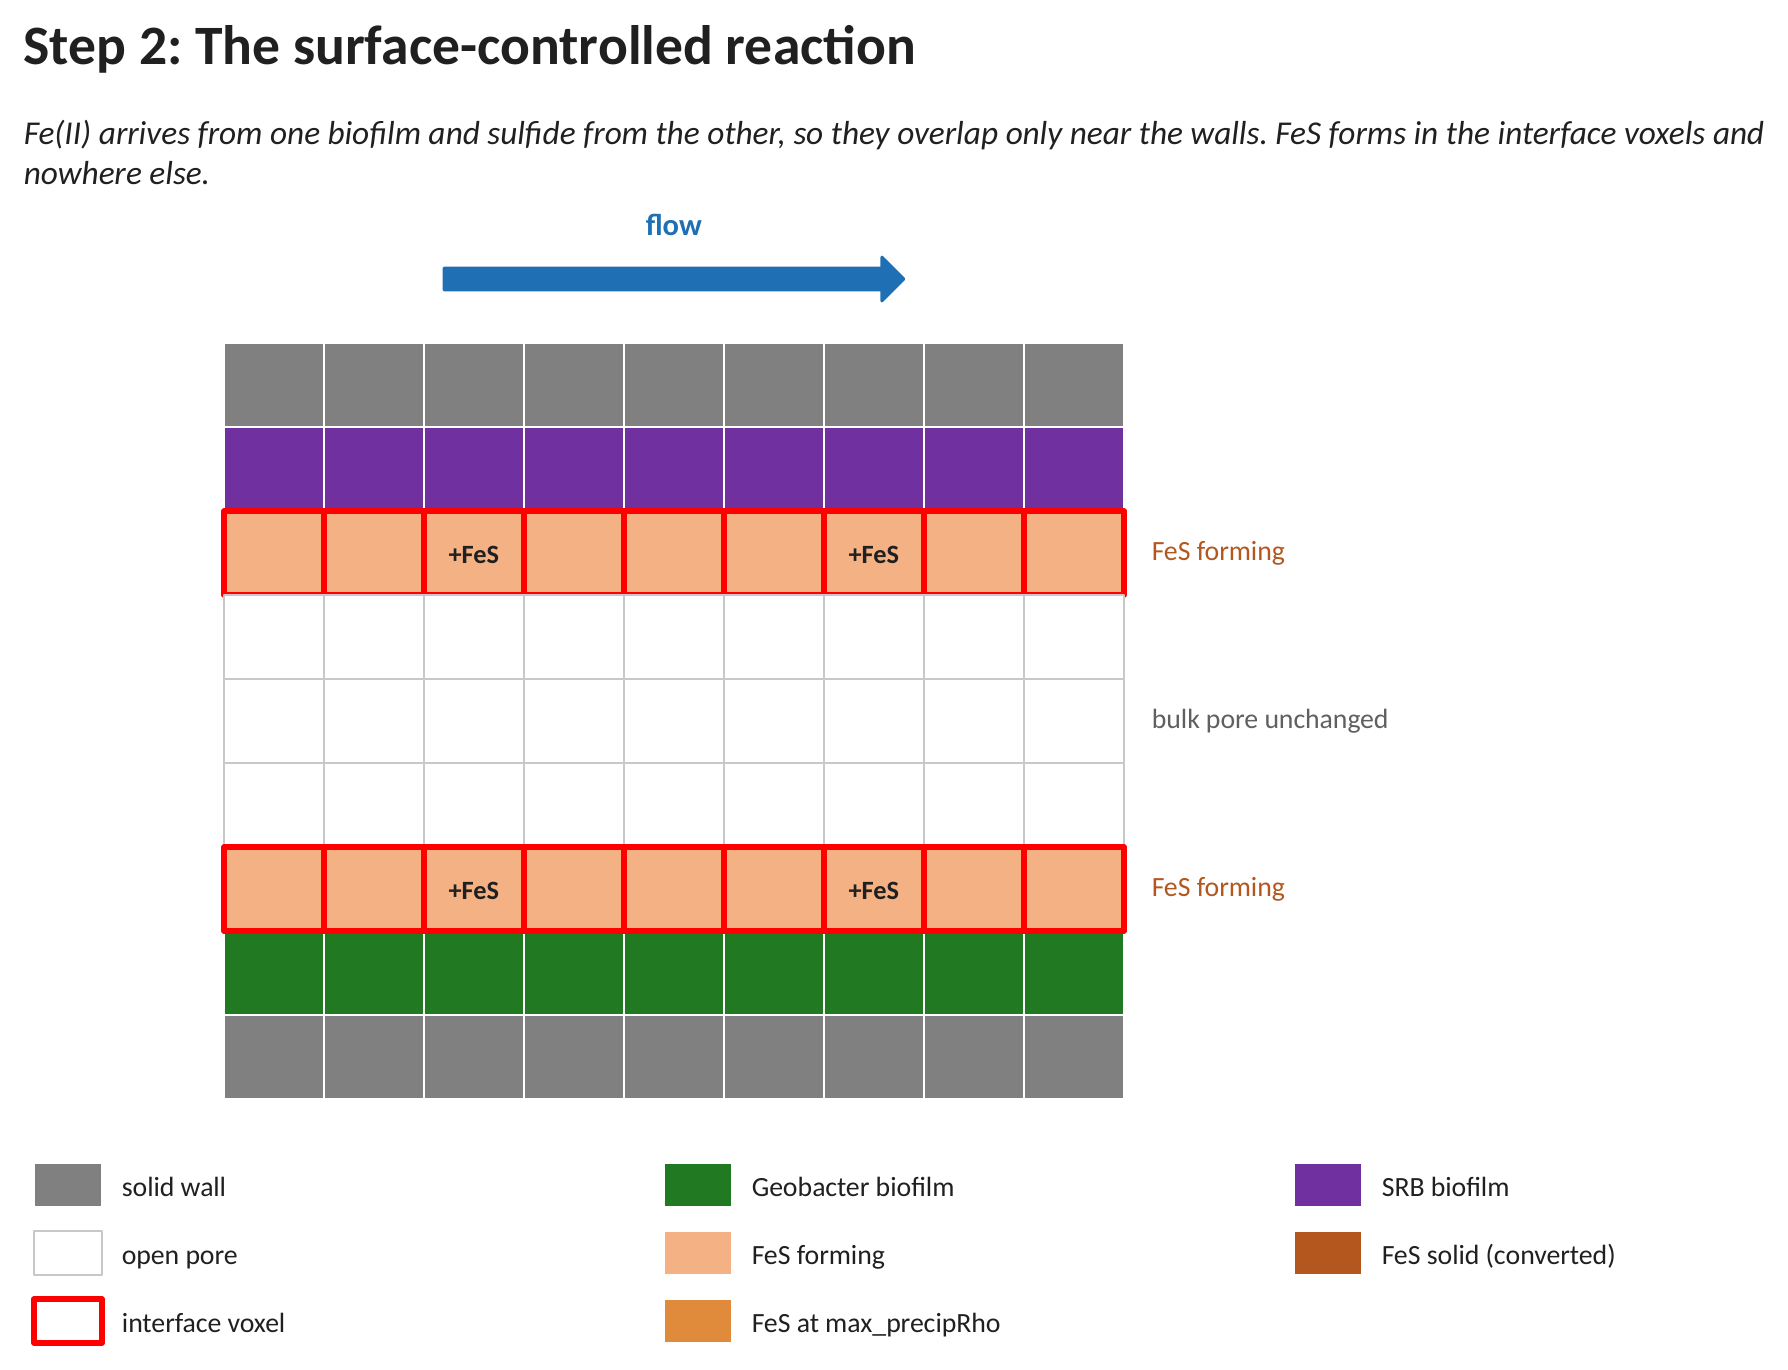 Step 2: The surface-controlled reaction
Fe(II) arrives from one biofilm and sulfide from the other, so they overlap only near the walls. FeS forms in the interface voxels and
nowhere else.
flow
+FeS +FeS
FeS forming
bulk pore unchanged
+FeS +FeS
FeS forming
solid wall
Geobacter biofilm
SRB biofilm
open pore
FeS forming
FeS solid (converted)
interface voxel
FeS at max_precipRho